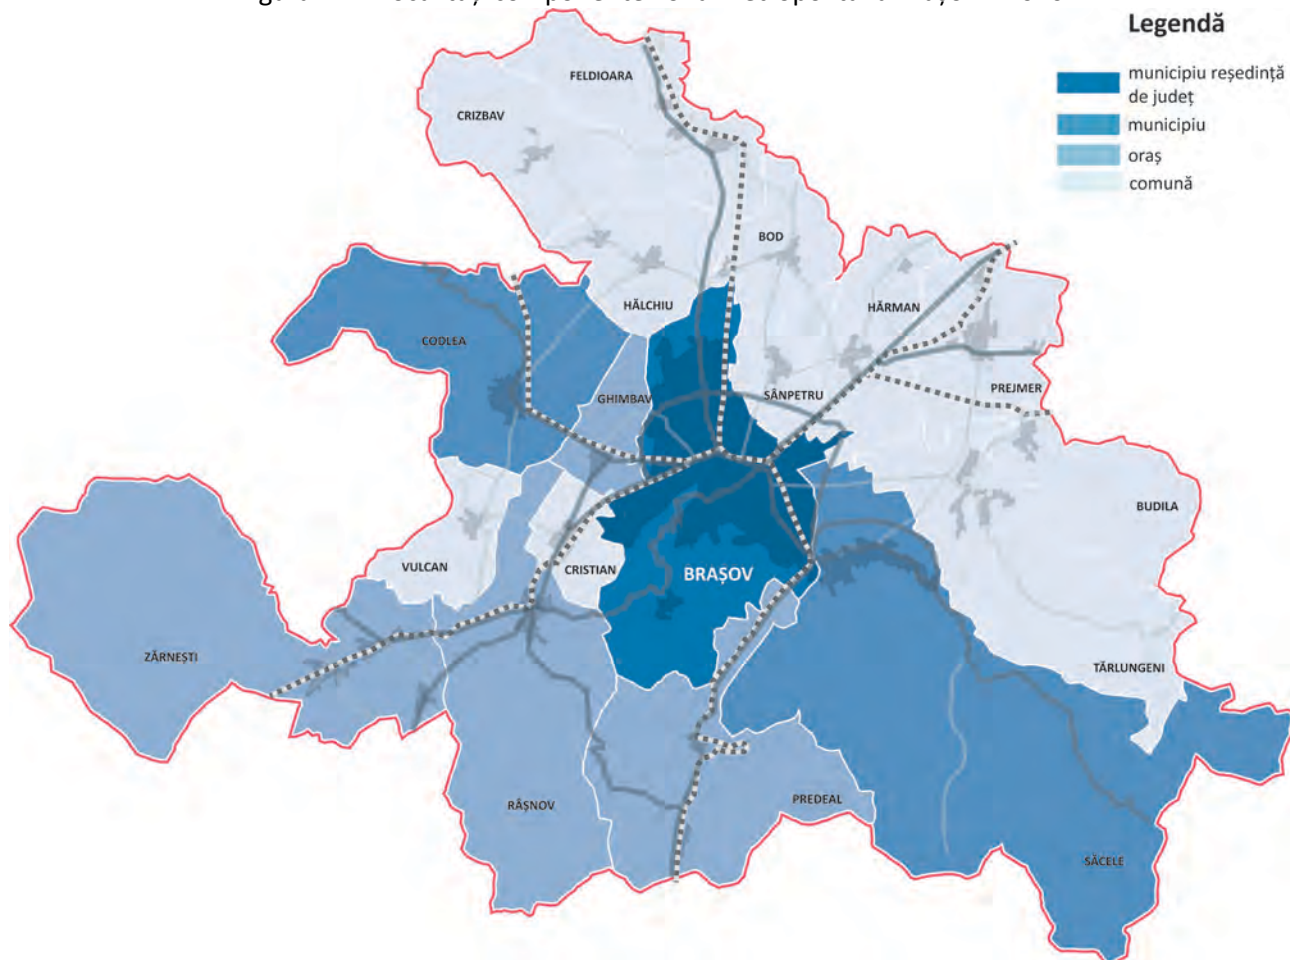 Legendă
municipiu reședință
de județ
municipiu
oraș
comună
FELDIOARA
CRIZBAV
BOD
HĂLCHIU
HĂRMAN
CODLEA
GHIMBAV
SÂNPETRU
PREJMER
BUDILA
VULCAN
CRISTIAN
BRAȘOV
ZĂRNEȘTI
TĂRLUNGENI
RÂȘNOV
PREDEAL
SĂCELE